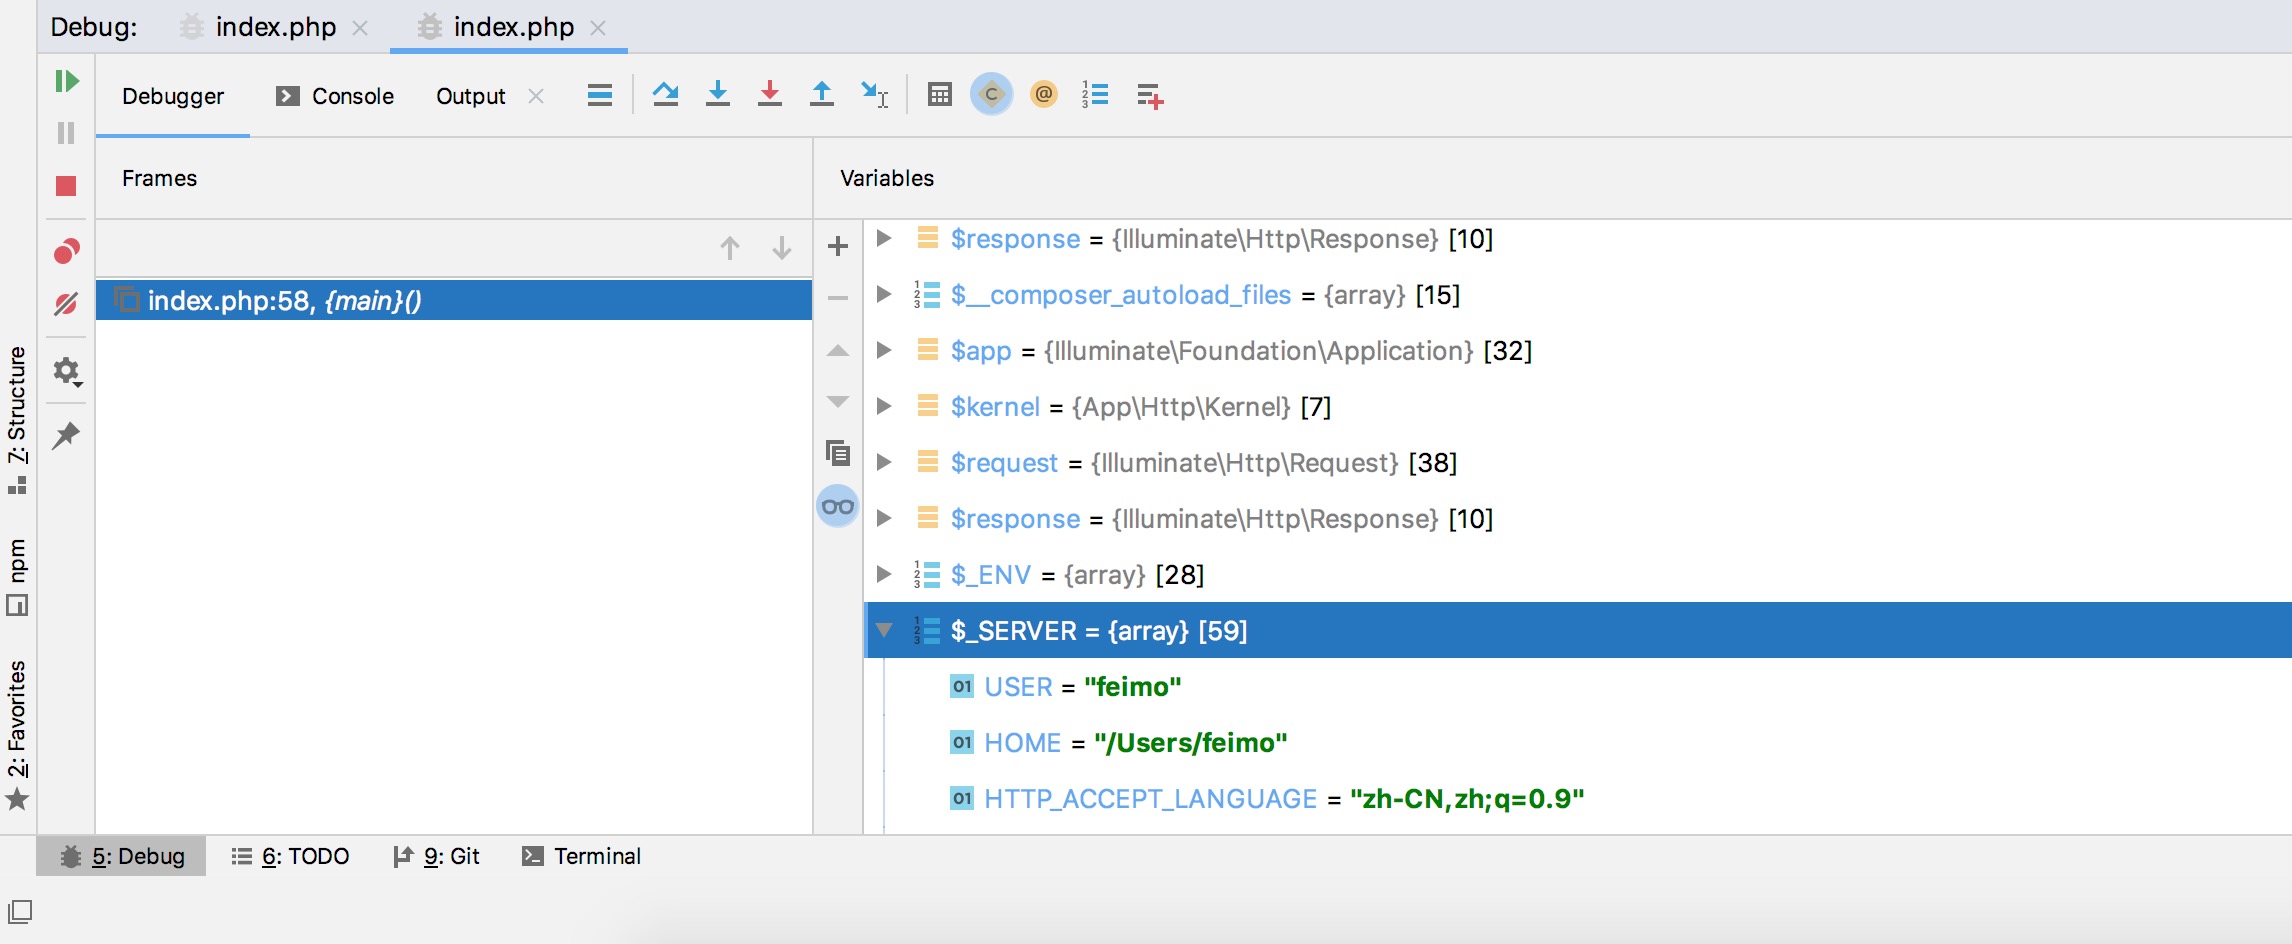 Debug: index.php index.php
Debugger Console Output
Frames Variables
index.php:58, {main}()
$response = {Illuminate\Http\Response} [10]
$__composer_autoload_files = {array} [15]
$app = {Illuminate\Foundation\Application} [32]
$kernel = {App\Http\Kernel} [7]
$request = {Illuminate\Http\Request} [38]
$response = {Illuminate\Http\Response} [10]
$_ENV = {array} [28]
$_SERVER = {array} [59]
01 USER = "feimo"
01 HOME = "/Users/feimo"
01 HTTP_ACCEPT_LANGUAGE = "zh-CN,zh;q=0.9"
7: Structure
npm
2: Favorites
5: Debug 6: TODO 9: Git Terminal